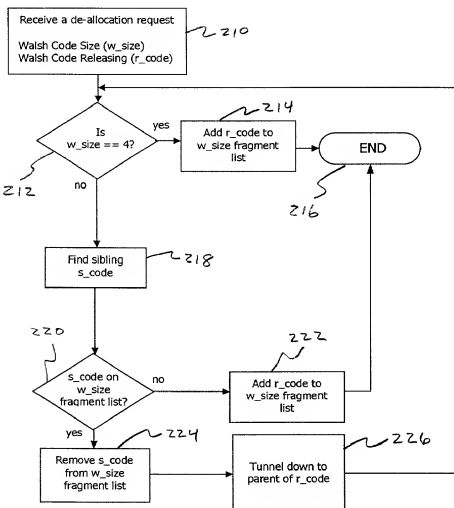 Receive a de-allocation request
Walsh Code Size (w_size)
Walsh Code Releasing (r_code)
210
Is
w_size == 4?
yes
no
212
Add r_code to
w_size fragment
list
214
END
216
Find sibling
s_code
218
220
s_code on
w_size
fragment list?
no
yes
222
Add r_code to
w_size fragment
list
224
Remove s_code
from w_size
fragment list
226
Tunnel down to
parent of r_code